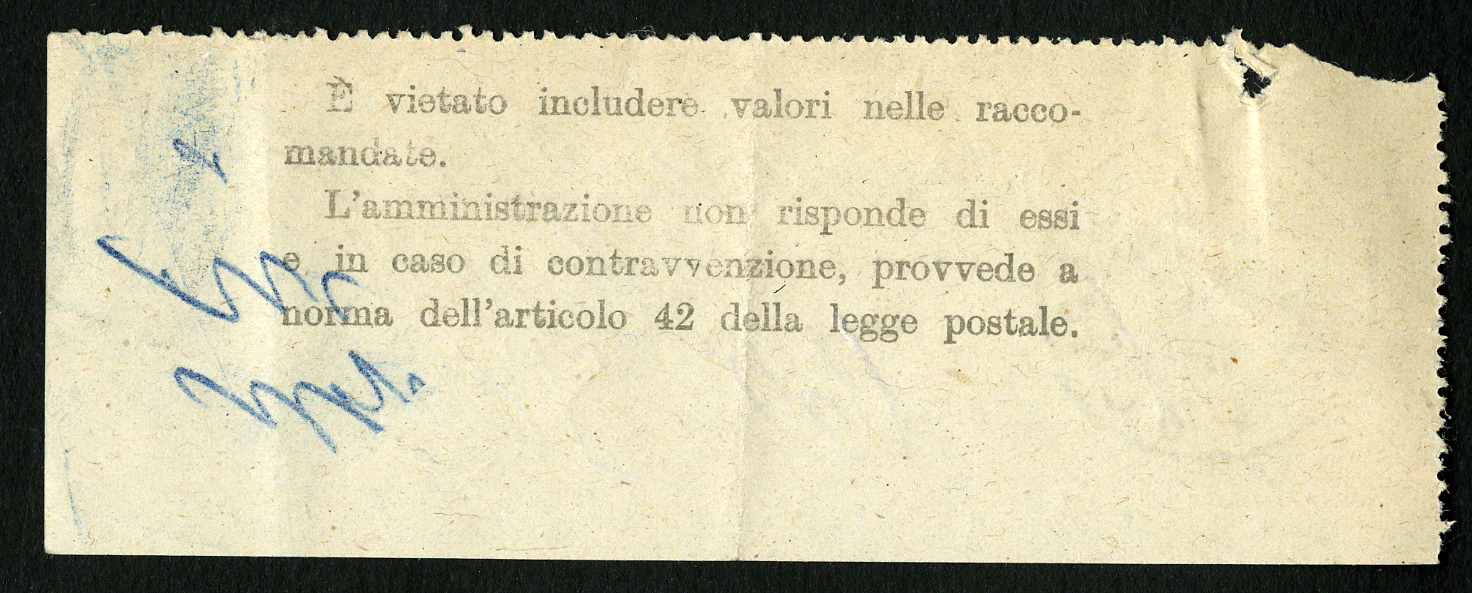 È vietato includere valori nelle racco-
mandate.
L'amministrazione non risponde di essi
e in caso di contravvenzione, provvede a
norma dell'articolo 42 della legge postale.